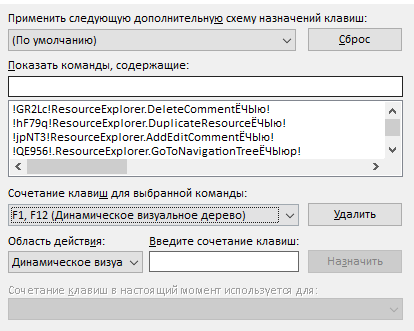 Применить следующую дополнительную схему назначений клавиш:
(По умолчанию)
Сброс
Показать команды, содержащие:
!GR2Lc!ResourceExplorer.DeleteCommentЁЧЫю!
!hF79q!ResourceExplorer.DuplicateResourceЁЧЫю!
!jpNT3!ResourceExplorer.AddEditCommentЁЧЫю!
!QE956!.ResourceExplorer.GoToNavigationTreeЁЧЫюр!
Сочетание клавиш для выбранной команды:
F1, F12 (Динамическое визуальное дерево)
Удалить
Область действия: Введите сочетание клавиш:
Динамическое визуа
Назначить
Сочетание клавиш в настоящий момент используется для: